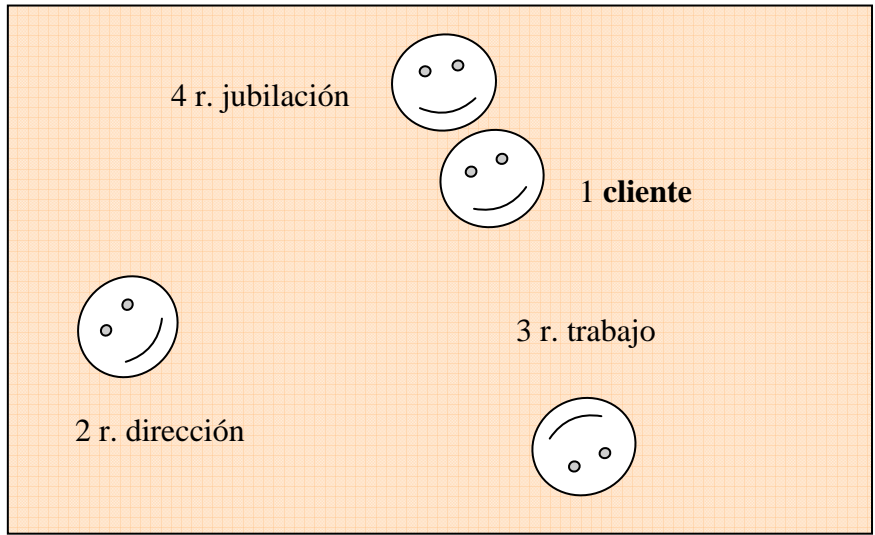 4 r. jubilación
1 cliente
3 r. trabajo
2 r. dirección